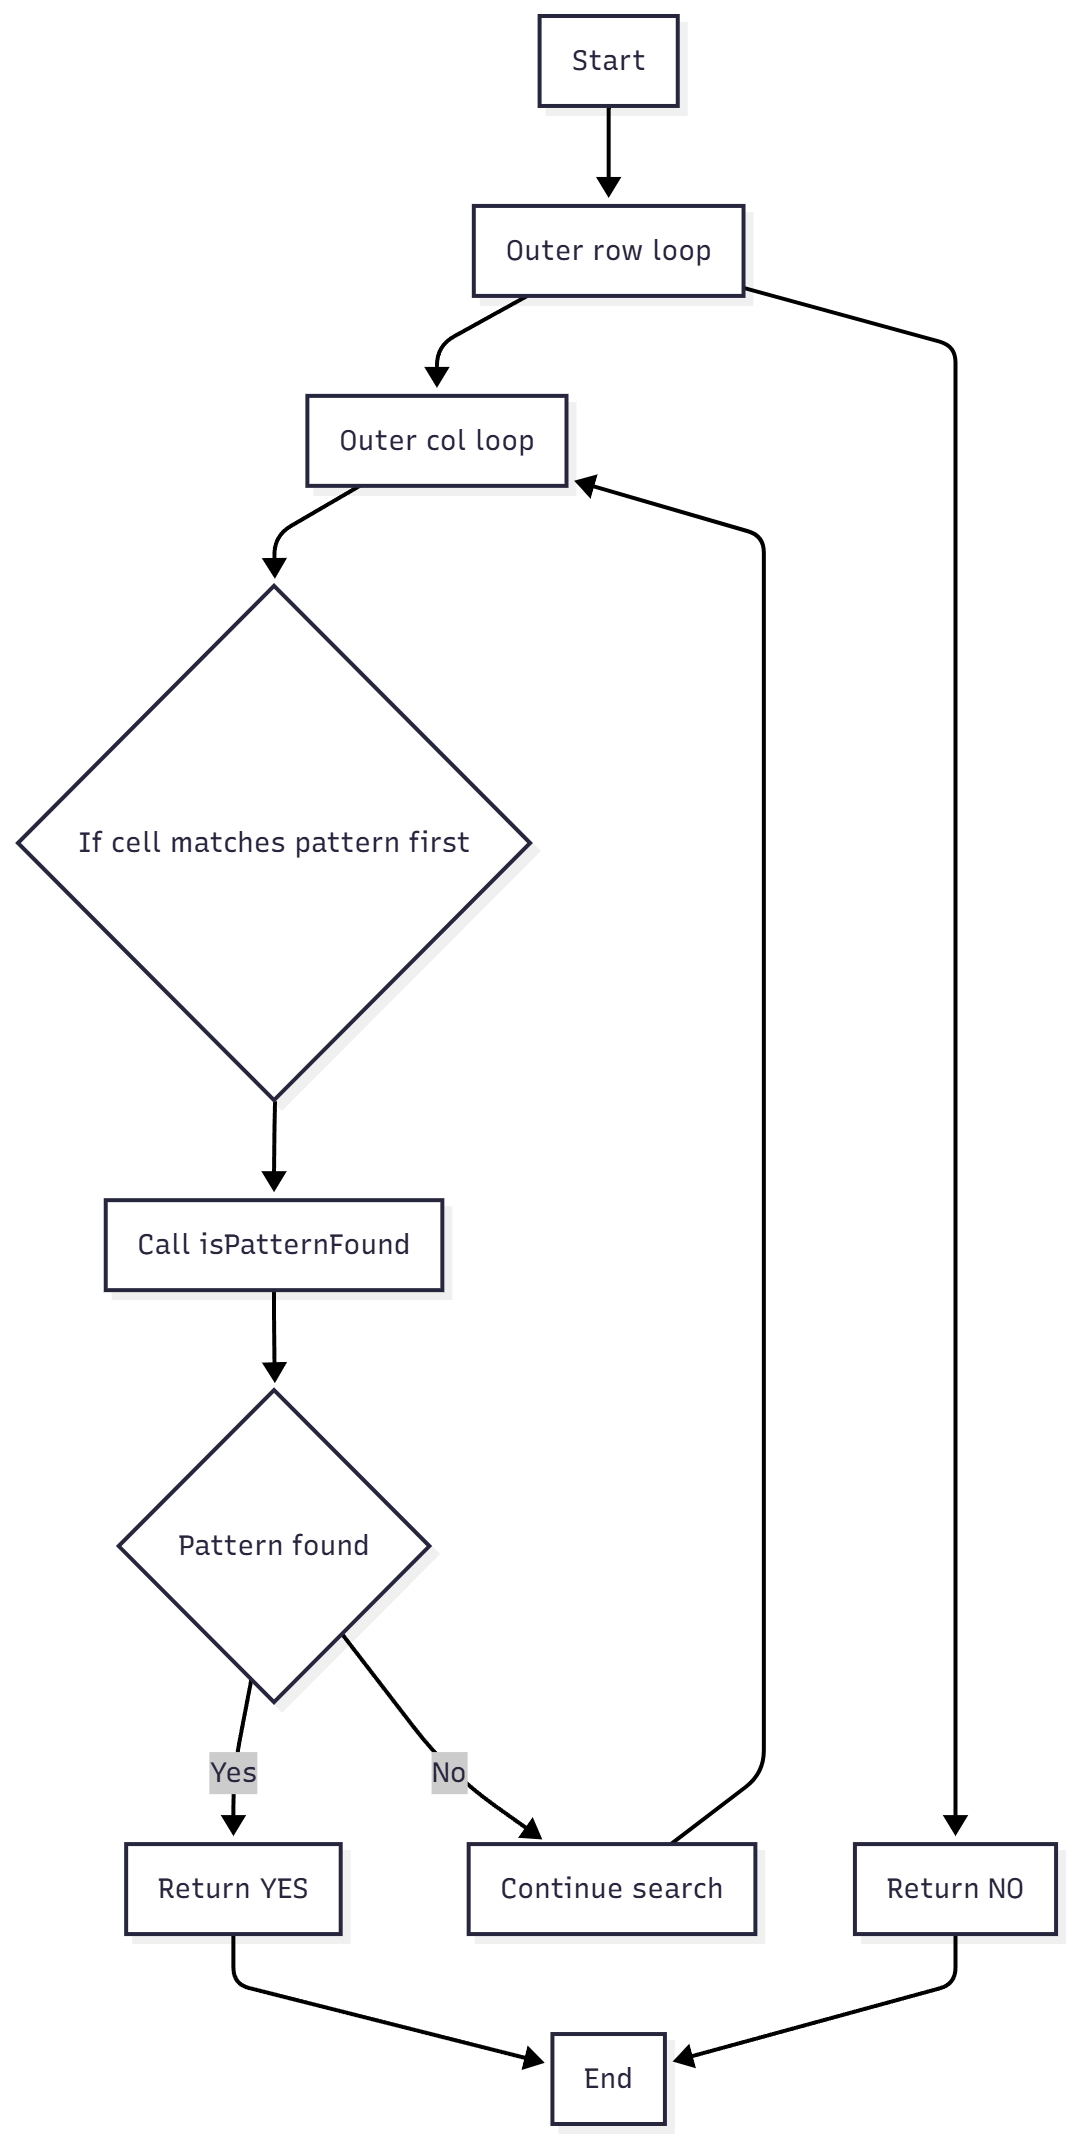 Start
Outer row loop
Outer col loop
If cell matches pattern first
Call isPatternFound
Pattern found
Yes
No
Return YES
Continue search
Return NO
End